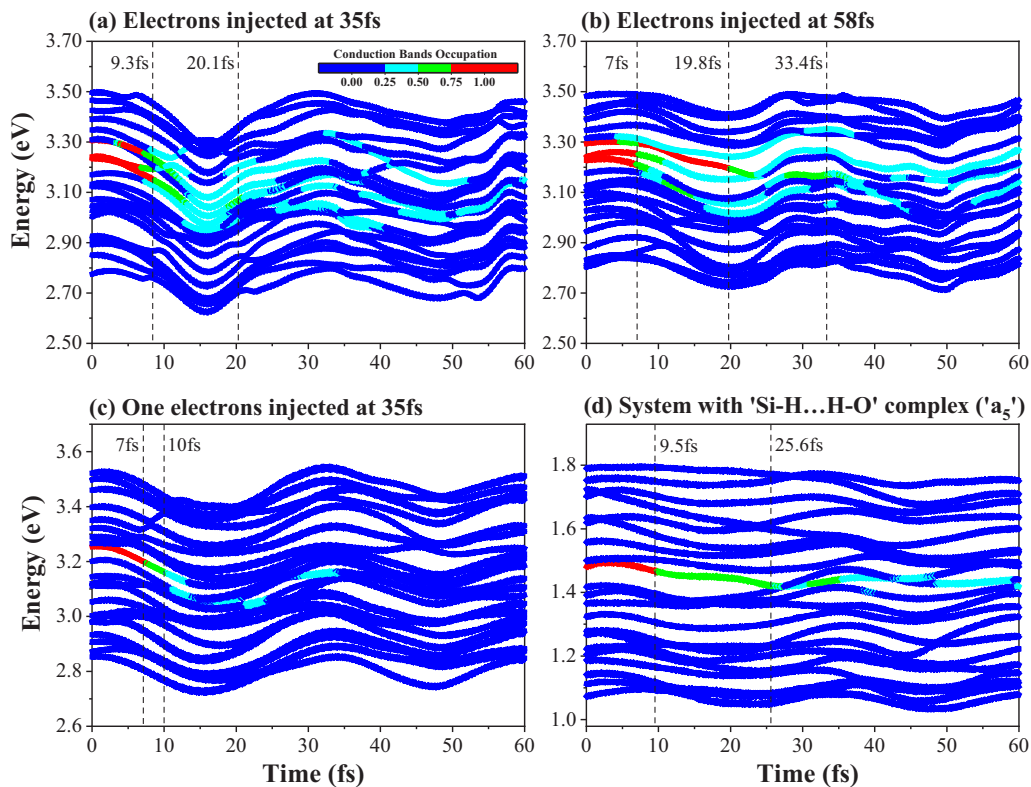 (a) Electrons injected at 35fs
(b) Electrons injected at 58fs
3.70
3.50
3.30
3.10
2.90
2.70
2.50
Energy (eV)
9.3fs
20.1fs
Conduction Bands Occupation
0.00
0.25
0.50
0.75
1.00
0 10 20 30 40 50 60
3.70
3.50
3.30
3.10
2.90
2.70
2.50
7fs
19.8fs
33.4fs
0 10 20 30 40 50 60
(c) One electrons injected at 35fs
(d) System with 'Si-H...H-O' complex ('a5')
3.6
3.4
3.2
3.0
2.8
2.6
Energy (eV)
7fs
10fs
0 10 20 30 40 50 60
Time (fs)
1.8
1.6
1.4
1.2
1.0
9.5fs
25.6fs
0 10 20 30 40 50 60
Time (fs)